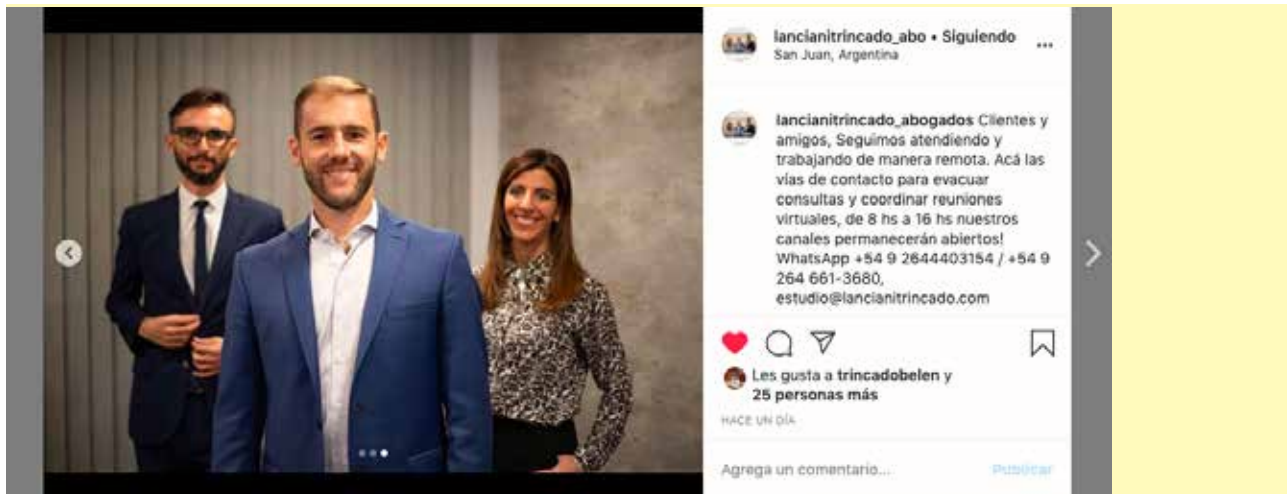 lancianitrincado_abo • Siguiendo
San Juan, Argentina
lancianitrincado_abogados Clientes y
amigos, Seguimos atendiendo y
trabajando de manera remota. Acá las
vías de contacto para evacuar
consultas y coordinar reuniones
virtuales, de 8 hs a 16 hs nuestros
canales permanecerán abiertos!
WhatsApp +54 9 2644403154 / +54 9
264 661-3680,
estudio@lancianitrincado.com
Les gusta a trincadobelen y
25 personas más
HACE UN DÍA
Agrega un comentario...
Publicar